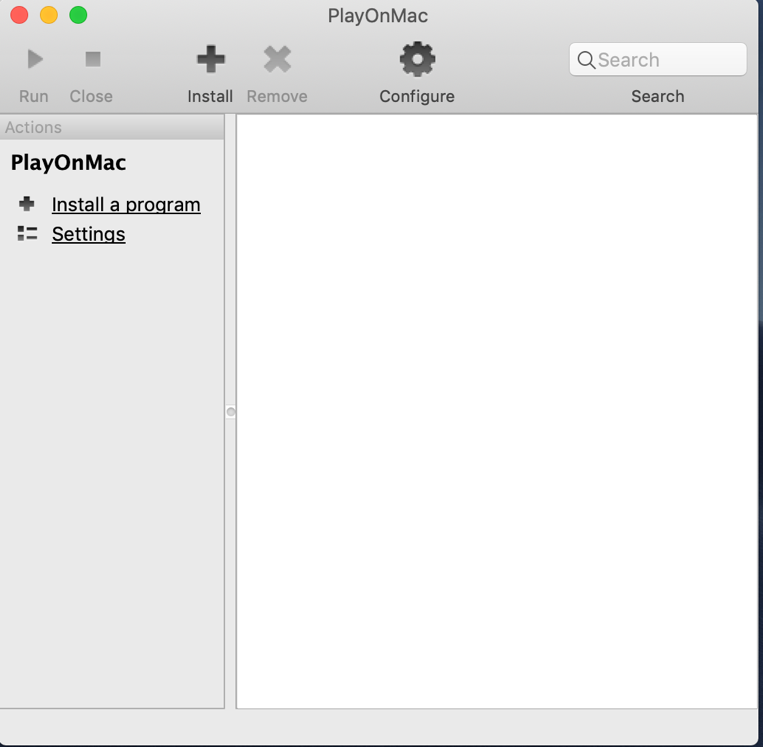 PlayOnMac
Run Close Install Remove Configure Search
Search
Actions
PlayOnMac
Install a program
Settings